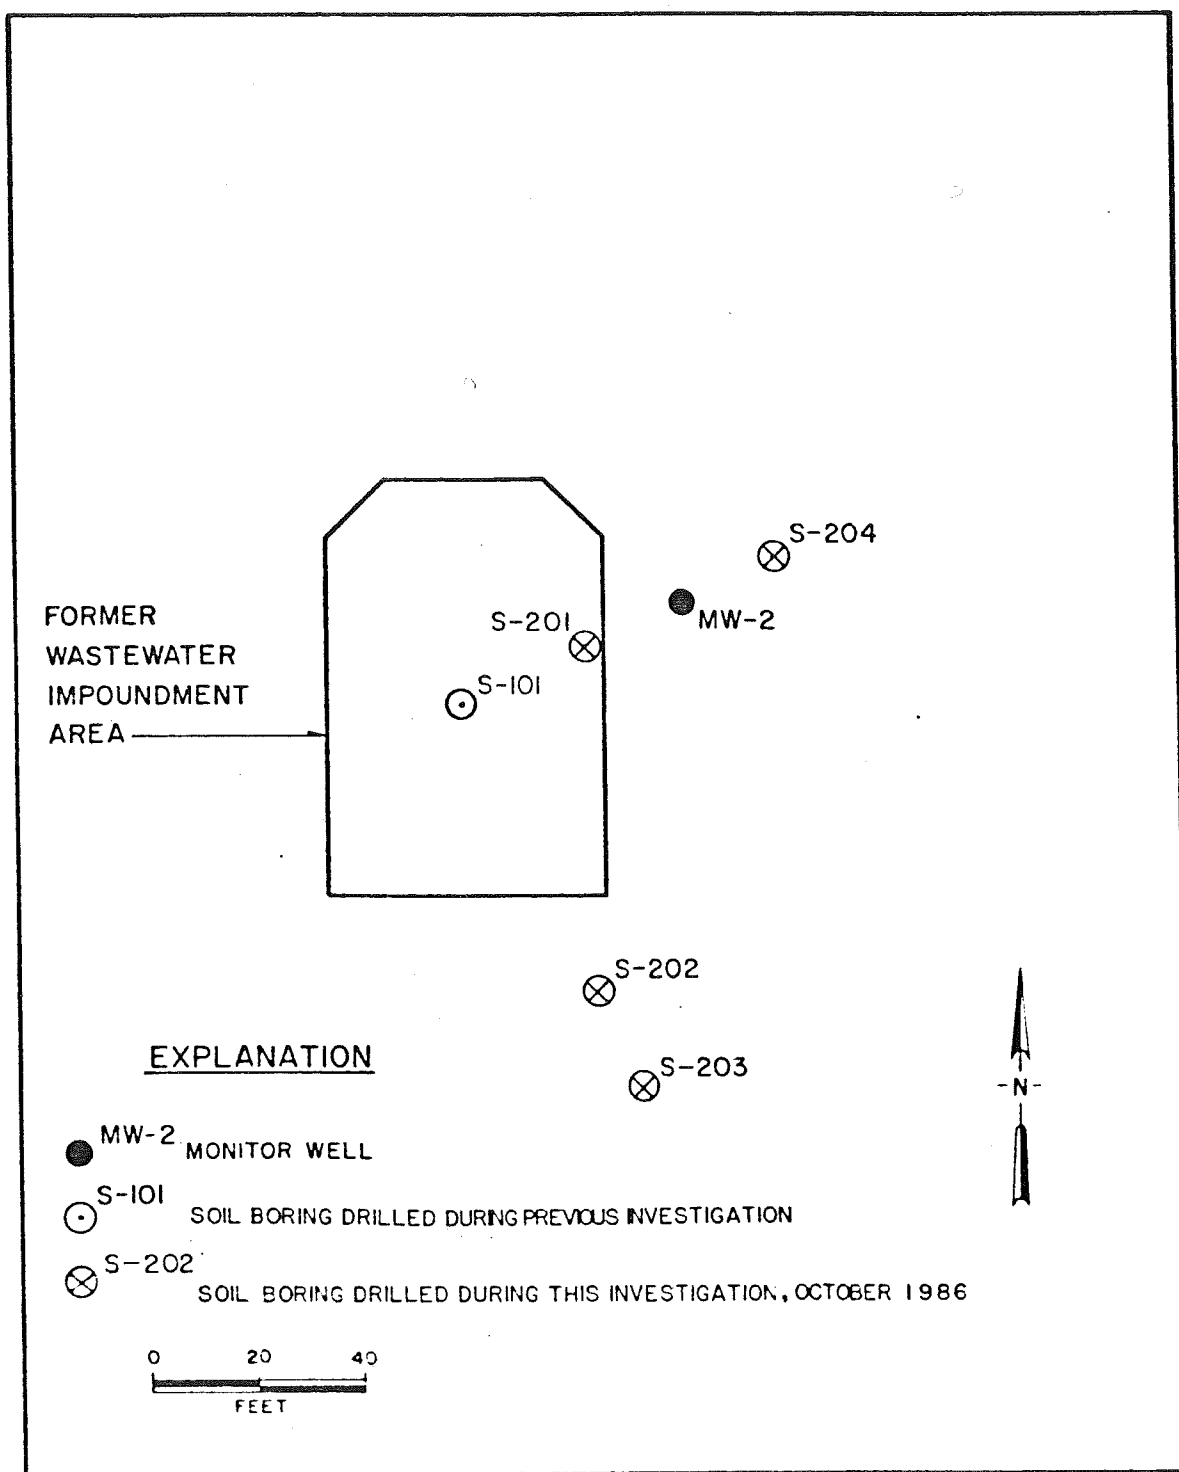 S-204
MW-2
FORMER
WASTEWATER
IMPOUNDMENT
AREA
S-201
S-101
S-202
S-203
EXPLANATION
-N-
MW-2 MONITOR WELL
S-101 SOIL BORING DRILLED DURING PREVIOUS INVESTIGATION
S-202 SOIL BORING DRILLED DURING THIS INVESTIGATION, OCTOBER 1986
0 20 40
FEET